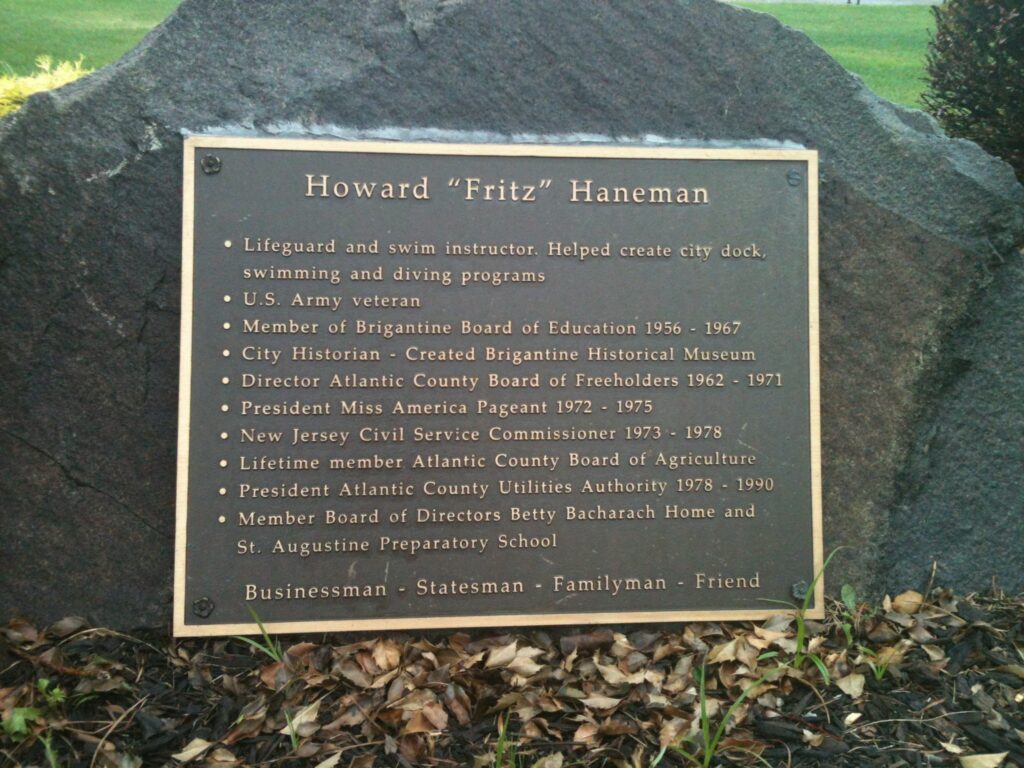 Howard "Fritz" Haneman
• Lifeguard and swim instructor. Helped create city dock,
swimming and diving programs
• U.S. Army veteran
• Member of Brigantine Board of Education 1956 - 1967
• City Historian - Created Brigantine Historical Museum
• Director Atlantic County Board of Freeholders 1962 - 1971
• President Miss America Pageant 1972 - 1975
• New Jersey Civil Service Commissioner 1973 - 1978
• Lifetime member Atlantic County Board of Agriculture
• President Atlantic County Utilities Authority 1978 - 1990
• Member Board of Directors Betty Bacharach Home and
St. Augustine Preparatory School
Businessman - Statesman - Familyman - Friend